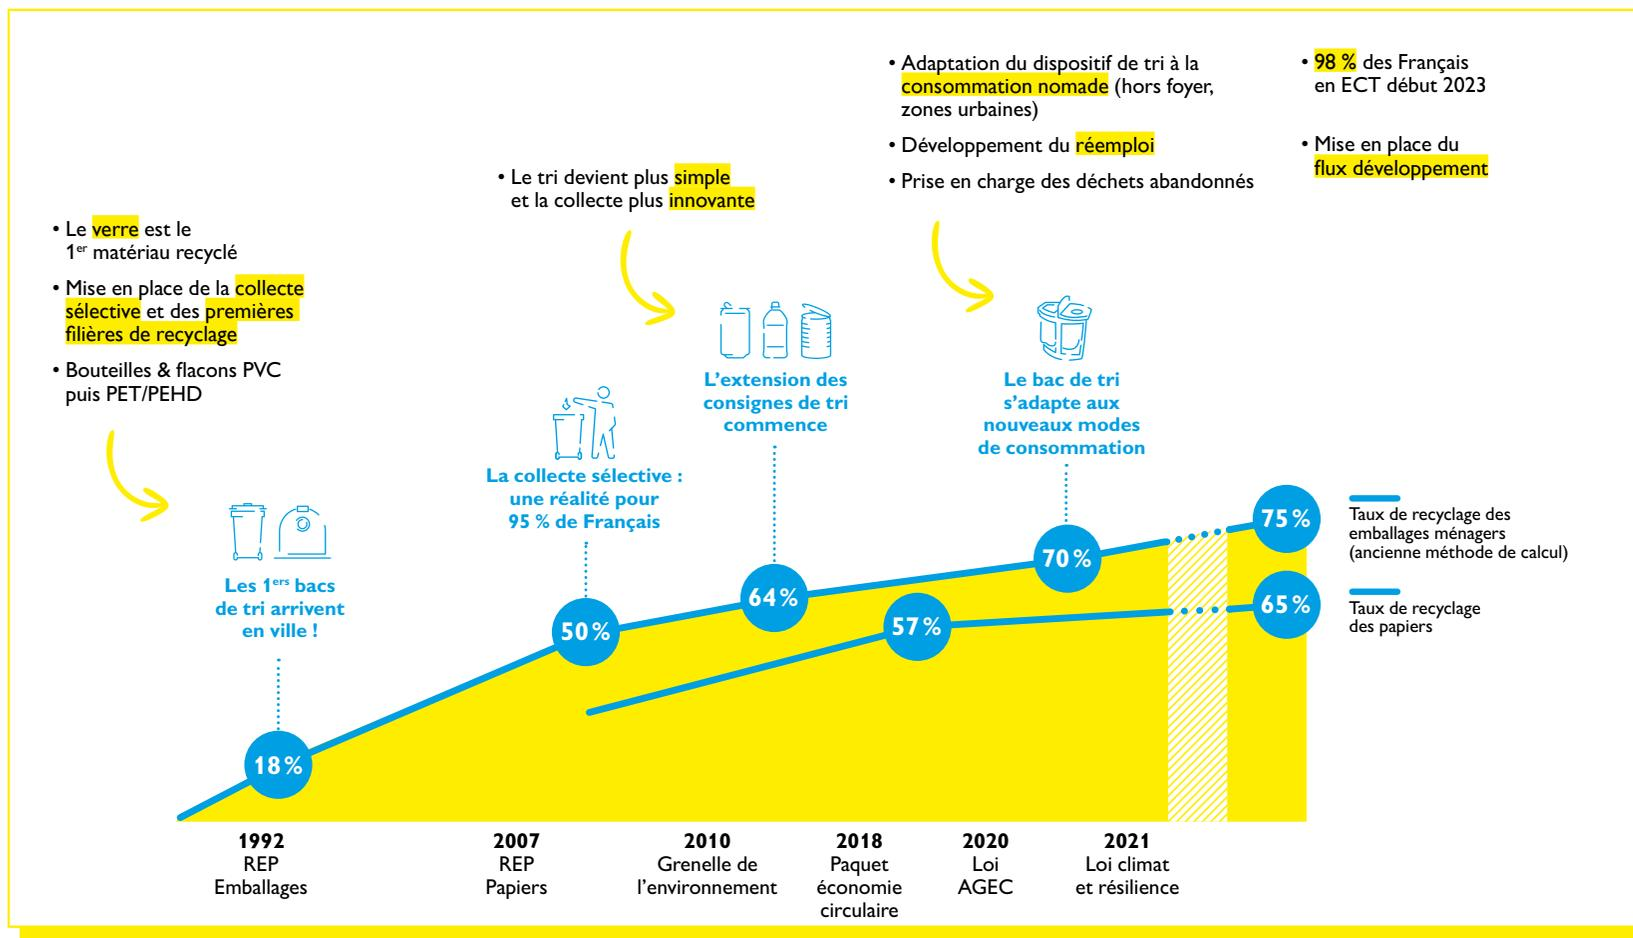 • Le verre est le
1er matériau recyclé
• Mise en place de la collecte
sélective et des premières
filières de recyclage
• Bouteilles & flacons PVC
puis PET/PEHD
Les 1ers bacs
de tri arrivent
en ville !
La collecte sélective :
une réalité pour
95 % de Français
• Le tri devient plus simple
et la collecte plus innovante
L’extension des
consignes de tri
commence
• Adaptation du dispositif de tri à la
consommation nomade (hors foyer,
zones urbaines)
• Développement du réemploi
• Prise en charge des déchets abandonnés
Le bac de tri
s’adapte aux
nouveaux modes
de consommation
• 98 % des Français
en ECT début 2023
• Mise en place du
flux développement
18 %
50 %
64 %
57 %
70 %
75 %
65 %
Taux de recyclage des
emballages ménagers
(ancienne méthode de calcul)
Taux de recyclage
des papiers
1992
REP
Emballages
2007
REP
Papiers
2010
Grenelle de
l’environnement
2018
Paquet
économie
circulaire
2020
Loi
AGEC
2021
Loi climat
et résilience